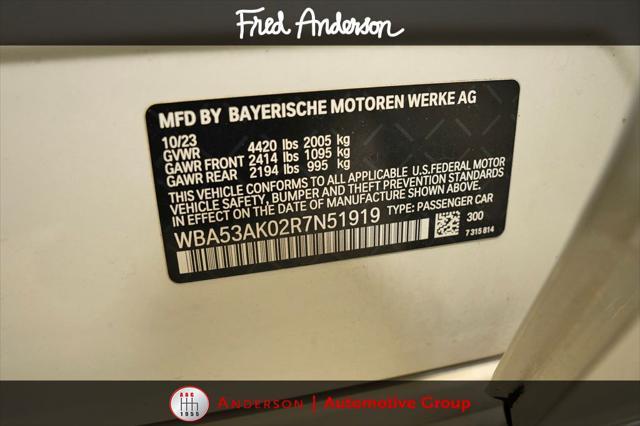 Fred Anderson
MFD BY BAYERISCHE MOTOREN WERKE AG
10/23
GVWR 4420 lbs 2005 kg
GAWR FRONT 2414 lbs 1095 kg
GAWR REAR 2194 lbs 995 kg
THIS VEHICLE CONFORMS TO ALL APPLICABLE U.S.FEDERAL MOTOR
VEHICLE SAFETY, BUMPER, AND THEFT PREVENTION STANDARDS
IN EFFECT ON THE DATE OF MANUFACTURE SHOWN ABOVE.
WBA53AK02R7N51919 TYPE: PASSENGER CAR
300
7 315 814
ARC
1955
ANDERSON | Automotive Group